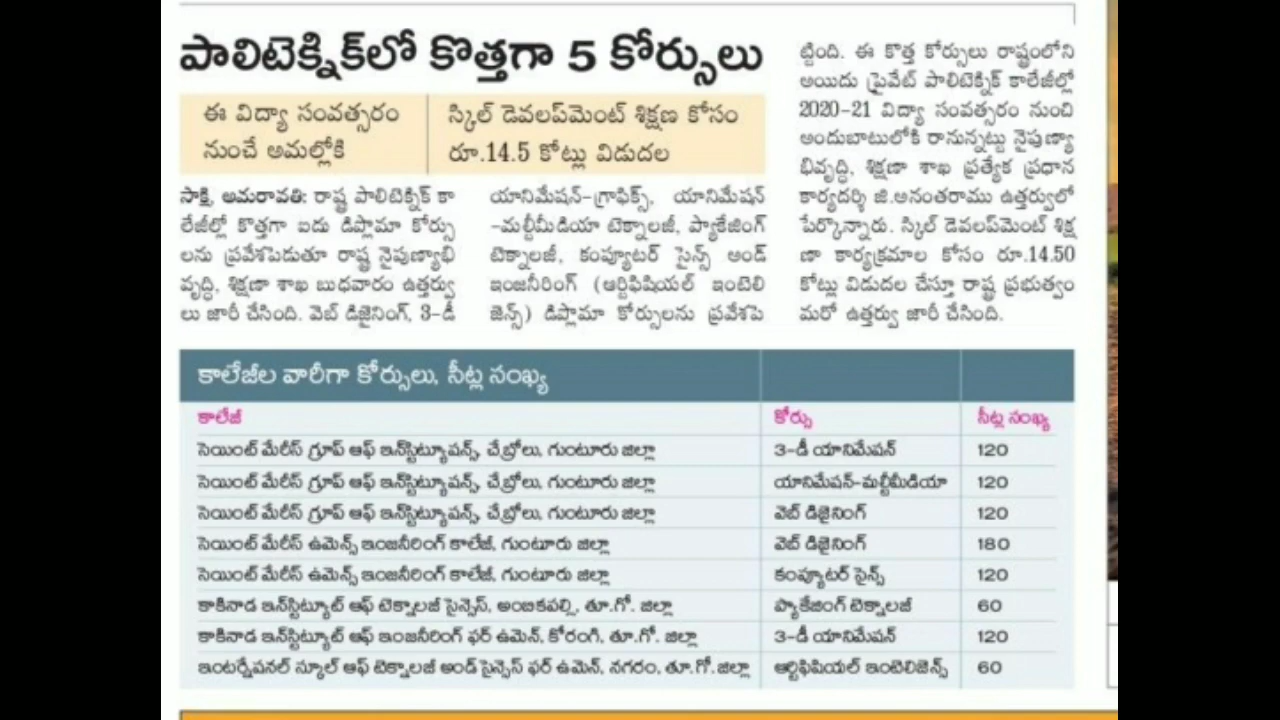 పాలిటెక్నిక్‌లో కొత్తగా 5 కోర్సులు
ఈ విద్యా సంవత్సరం
నుంచే అమల్లోకి
స్కిల్ డెవలప్‌మెంట్ శిక్షణ కోసం
రూ.14.5 కోట్లు విడుదల
సాక్షి, అమరావతి: రాష్ట్ర పాలిటెక్నిక్ కా
లేజీల్లో కొత్తగా ఐదు డిప్లొమా కోర్సు
లను ప్రవేశపెడుతూ రాష్ట్ర నైపుణ్యాభి
వృద్ధి, శిక్షణా శాఖ బుధవారం ఉత్తర్వు
లు జారీ చేసింది. వెబ్ డిజైనింగ్, 3–డీ
యానిమేషన్–గ్రాఫిక్స్, యానిమేషన్
–మల్టీమీడియా టెక్నాలజీ, ప్యాకేజింగ్
టెక్నాలజీ, కంప్యూటర్ సైన్స్ అండ్
ఇంజనీరింగ్ (ఆర్టిఫిషియల్ ఇంటెలి
జెన్స్) డిప్లొమా కోర్సులను ప్రవేశపె
ట్టింది. ఈ కొత్త కోర్సులు రాష్ట్రంలోని
అయిదు ప్రైవేట్ పాలిటెక్నిక్ కాలేజీల్లో
2020–21 విద్యా సంవత్సరం నుంచి
అందుబాటులోకి రానున్నట్టు నైపుణ్యా
భివృద్ధి, శిక్షణా శాఖ ప్రత్యేక ప్రధాన
కార్యదర్శి జి.అనంతరాము ఉత్తర్వులో
పేర్కొన్నారు. స్కిల్ డెవలప్‌మెంట్ శిక్ష
ణా కార్యక్రమాల కోసం రూ.14.50
కోట్లు విడుదల చేస్తూ రాష్ట్ర ప్రభుత్వం
మరో ఉత్తర్వు జారీ చేసింది.
కాలేజీల వారీగా కోర్సులు, సీట్ల సంఖ్య
కాలేజీ కోర్సు సీట్ల సంఖ్య
సెయింట్ మేరీస్ గ్రూప్ ఆఫ్ ఇన్‌స్టిట్యూషన్స్, చేబ్రోలు, గుంటూరు జిల్లా 3–డీ యానిమేషన్ 120
సెయింట్ మేరీస్ గ్రూప్ ఆఫ్ ఇన్‌స్టిట్యూషన్స్, చేబ్రోలు, గుంటూరు జిల్లా యానిమేషన్–మల్టీమీడియా 120
సెయింట్ మేరీస్ గ్రూప్ ఆఫ్ ఇన్‌స్టిట్యూషన్స్, చేబ్రోలు, గుంటూరు జిల్లా వెబ్ డిజైనింగ్ 120
సెయింట్ మేరీస్ ఉమెన్స్ ఇంజనీరింగ్ కాలేజీ, గుంటూరు జిల్లా వెబ్ డిజైనింగ్ 180
సెయింట్ మేరీస్ ఉమెన్స్ ఇంజనీరింగ్ కాలేజీ, గుంటూరు జిల్లా కంప్యూటర్ సైన్స్ 120
కాకినాడ ఇన్‌స్టిట్యూట్ ఆఫ్ టెక్నాలజీ సైన్సెస్, అంబికపల్లి, తూ.గో. జిల్లా ప్యాకేజింగ్ టెక్నాలజీ 60
కాకినాడ ఇన్‌స్టిట్యూట్ ఆఫ్ ఇంజనీరింగ్ ఫర్ ఉమెన్, కోరంగి, తూ.గో. జిల్లా 3–డీ యానిమేషన్ 120
ఇంటర్నేషనల్ స్కూల్ ఆఫ్ టెక్నాలజీ అండ్ సైన్సెస్ ఫర్ ఉమెన్, నగరం, తూ.గో.జిల్లా ఆర్టిఫిషియల్ ఇంటెలిజెన్స్ 60